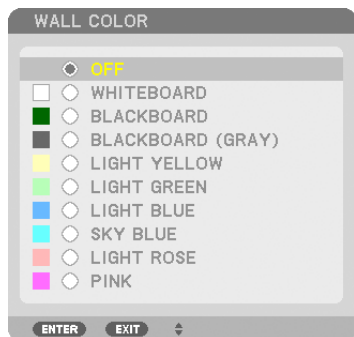 WALL COLOR
OFF
WHITEBOARD
BLACKBOARD
BLACKBOARD (GRAY)
LIGHT YELLOW
LIGHT GREEN
LIGHT BLUE
SKY BLUE
LIGHT ROSE
PINK
ENTER EXIT